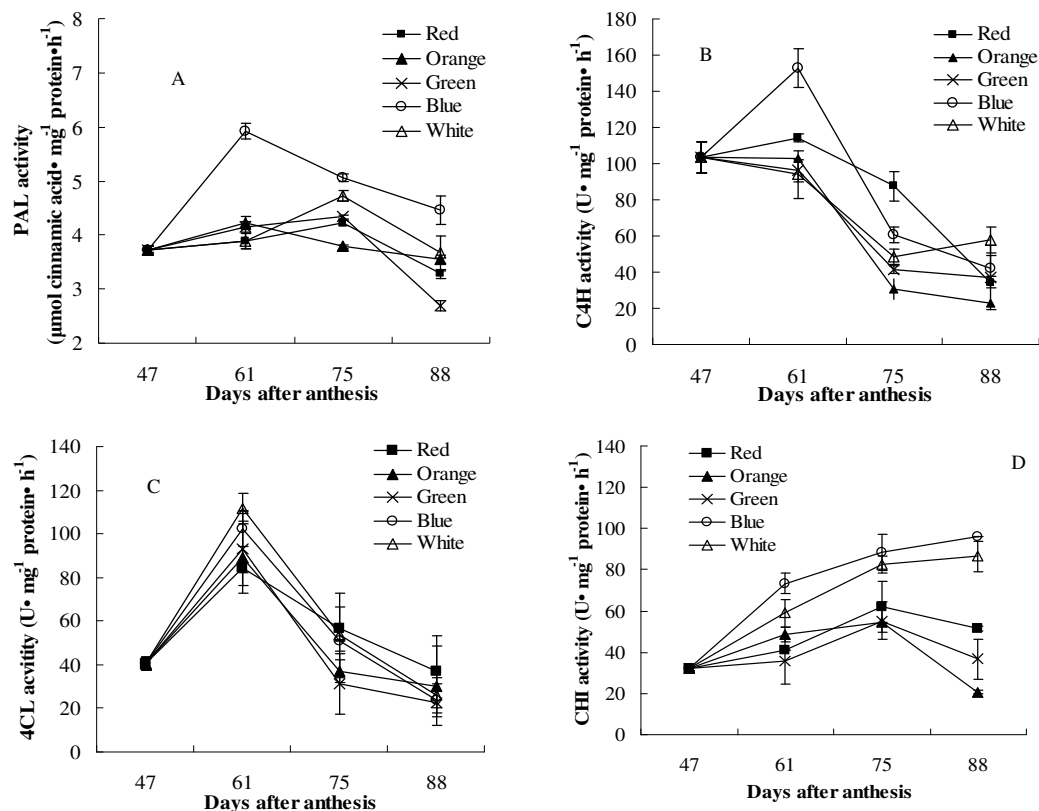 A
PAL activity
(μmol cinnamic acid• mg⁻¹ protein•h⁻¹)
8
7
6
5
4
3
2
47 61 75 88
Days after anthesis
Red
Orange
Green
Blue
White
B
C4H activity (U• mg⁻¹ protein• h⁻¹)
180
160
140
120
100
80
60
40
20
0
47 61 75 88
Days after anthesis
Red
Orange
Green
Blue
White
C
4CL acvitity (U• mg⁻¹ protein• h⁻¹)
140
120
100
80
60
40
20
0
47 61 75 88
Days after anthesis
Red
Orange
Green
Blue
White
D
CHI activity (U• mg⁻¹ protein• h⁻¹)
140
120
100
80
60
40
20
0
47 61 75 88
Days after anthesis
Red
Orange
Green
Blue
White